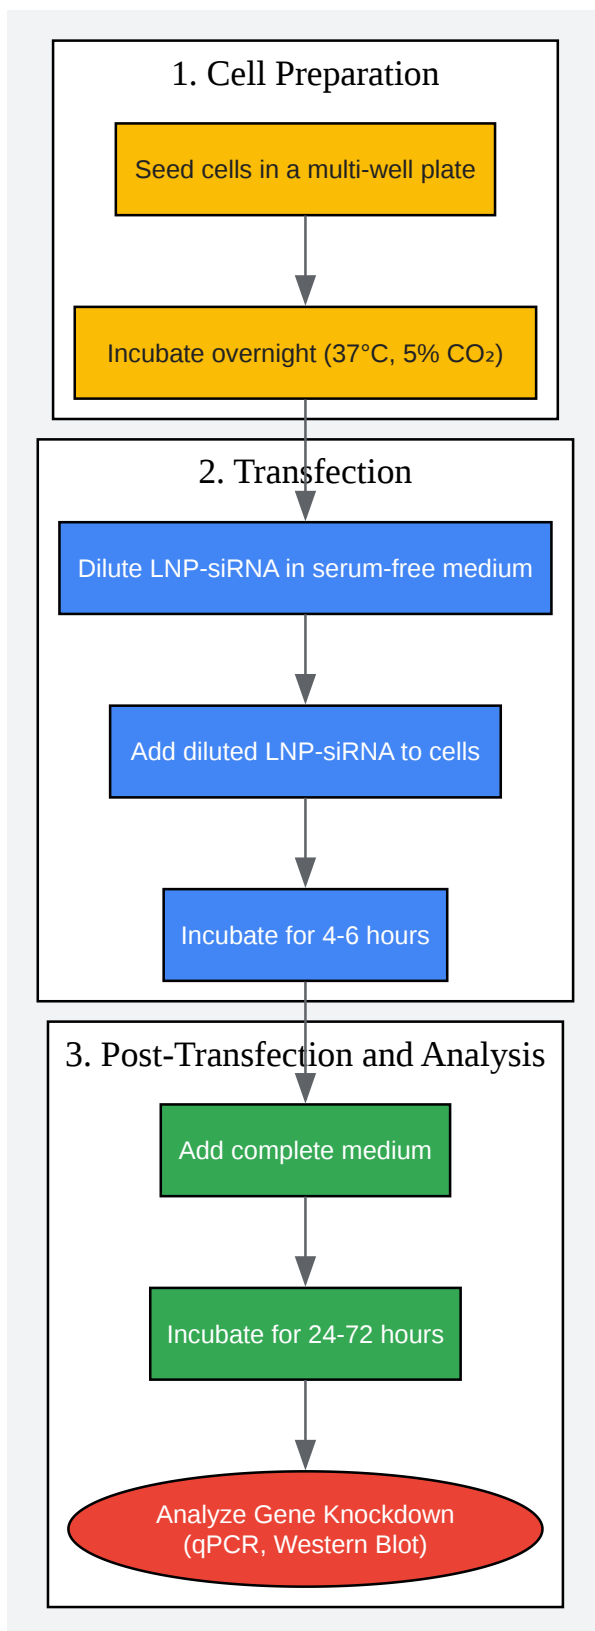 1. Cell Preparation
Seed cells in a multi-well plate
Incubate overnight (37°C, 5% CO₂)
2. Transfection
Dilute LNP-siRNA in serum-free medium
Add diluted LNP-siRNA to cells
Incubate for 4-6 hours
3. Post-Transfection and Analysis
Add complete medium
Incubate for 24-72 hours
Analyze Gene Knockdown
(qPCR, Western Blot)